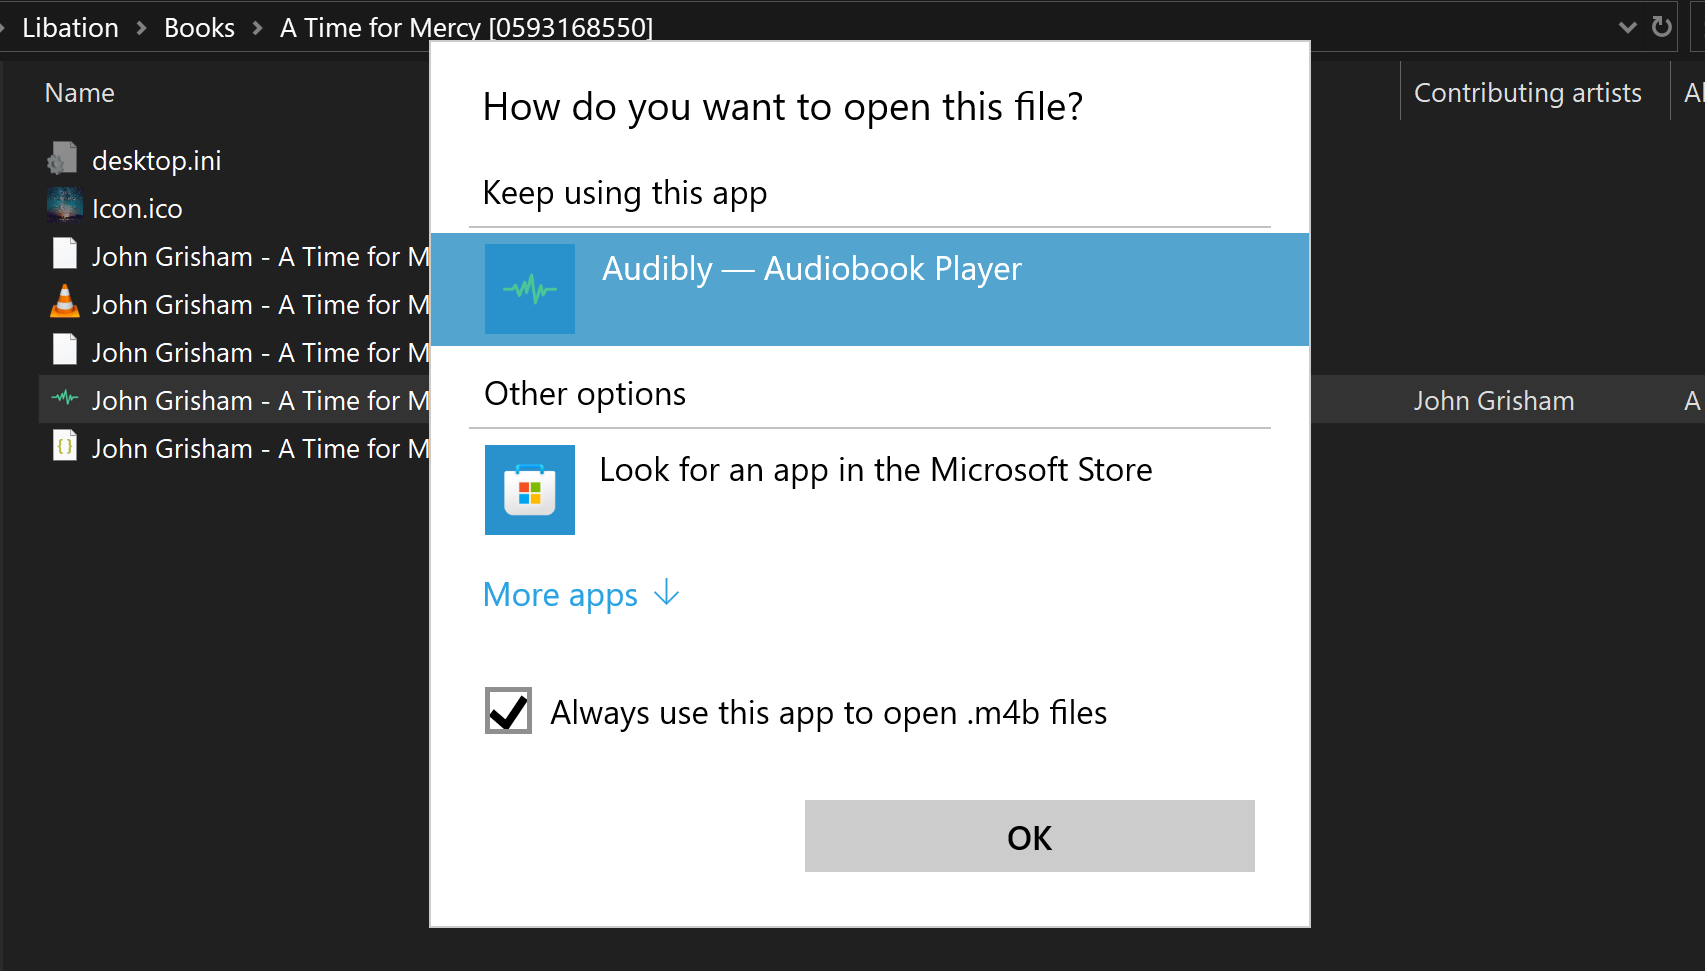 Libation > Books > A Time for Mercy [0593168550]
Name
Contributing artists
desktop.ini
Icon.ico
John Grisham - A Time for M
John Grisham - A Time for M
John Grisham - A Time for M
John Grisham - A Time for M
John Grisham
A
John Grisham - A Time for M
How do you want to open this file?
Keep using this app
Audibly — Audiobook Player
Other options
Look for an app in the Microsoft Store
More apps ↓
Always use this app to open .m4b files
OK